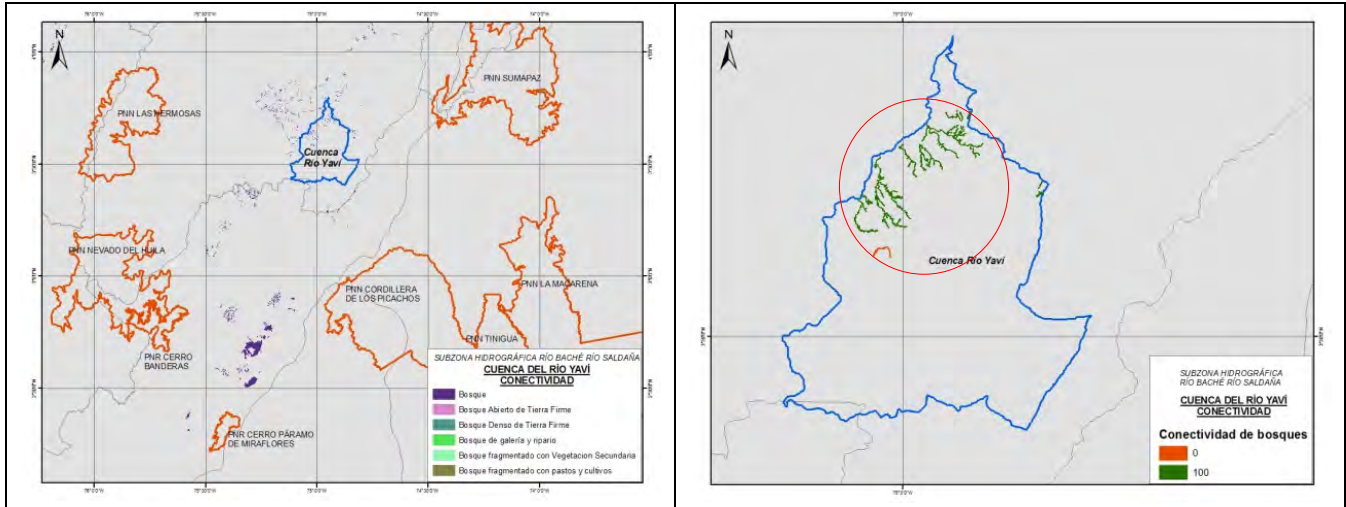 N
PNN SUMAPAZ
PNN LAS HERMOSAS
Cuenca
Río Yaví
PNN NEVADO DEL HUILA
PNN CORDILLERA
DE LOS PICACHOS
PNN LA MACARENA
PNN TINIGUA
PNR CERRO
BANDERAS
PNR CERRO PÁRAMO
DE MIRAFLORES
SUBZONA HIDROGRÁFICA RÍO BACHÉ RÍO SALDAÑA
CUENCA DEL RÍO YAVÍ
CONECTIVIDAD
Bosque
Bosque Abierto de Tierra Firme
Bosque Denso de Tierra Firme
Bosque de galería y ripario
Bosque fragmentado con Vegetacion Secundaria
Bosque fragmentado con pastos y cultivos
N
Cuenca Río Yaví
SUBZONA HIDROGRÁFICA
RÍO BACHÉ RÍO SALDAÑA
CUENCA DEL RÍO YAVÍ
CONECTIVIDAD
Conectividad de bosques
0
100